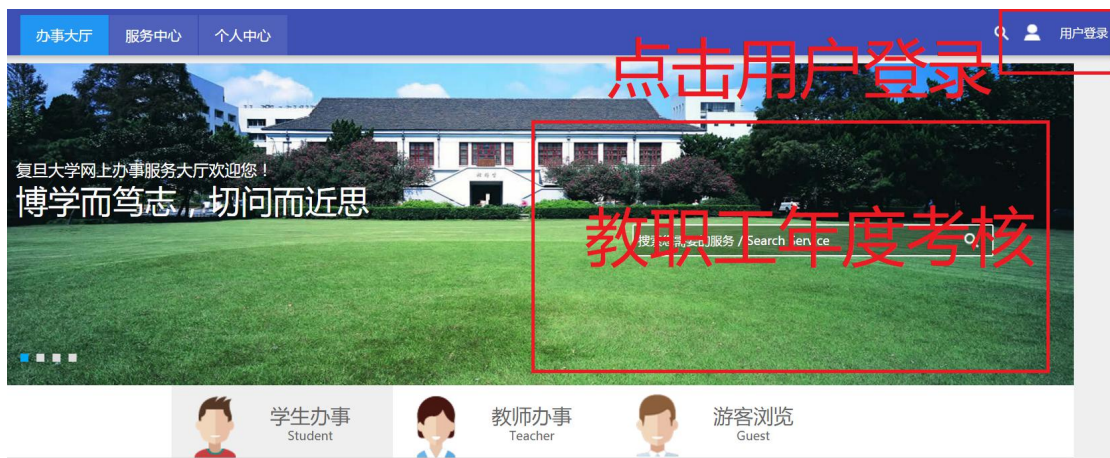 办事大厅 服务中心 个人中心 用户登录
点击用户登录
复旦大学网上办事服务大厅欢迎您！
博学而笃志，切问而近思
教职工年度考核
搜索您需要的服务 / Search Service
学生办事 教师办事 游客浏览
Student Teacher Guest